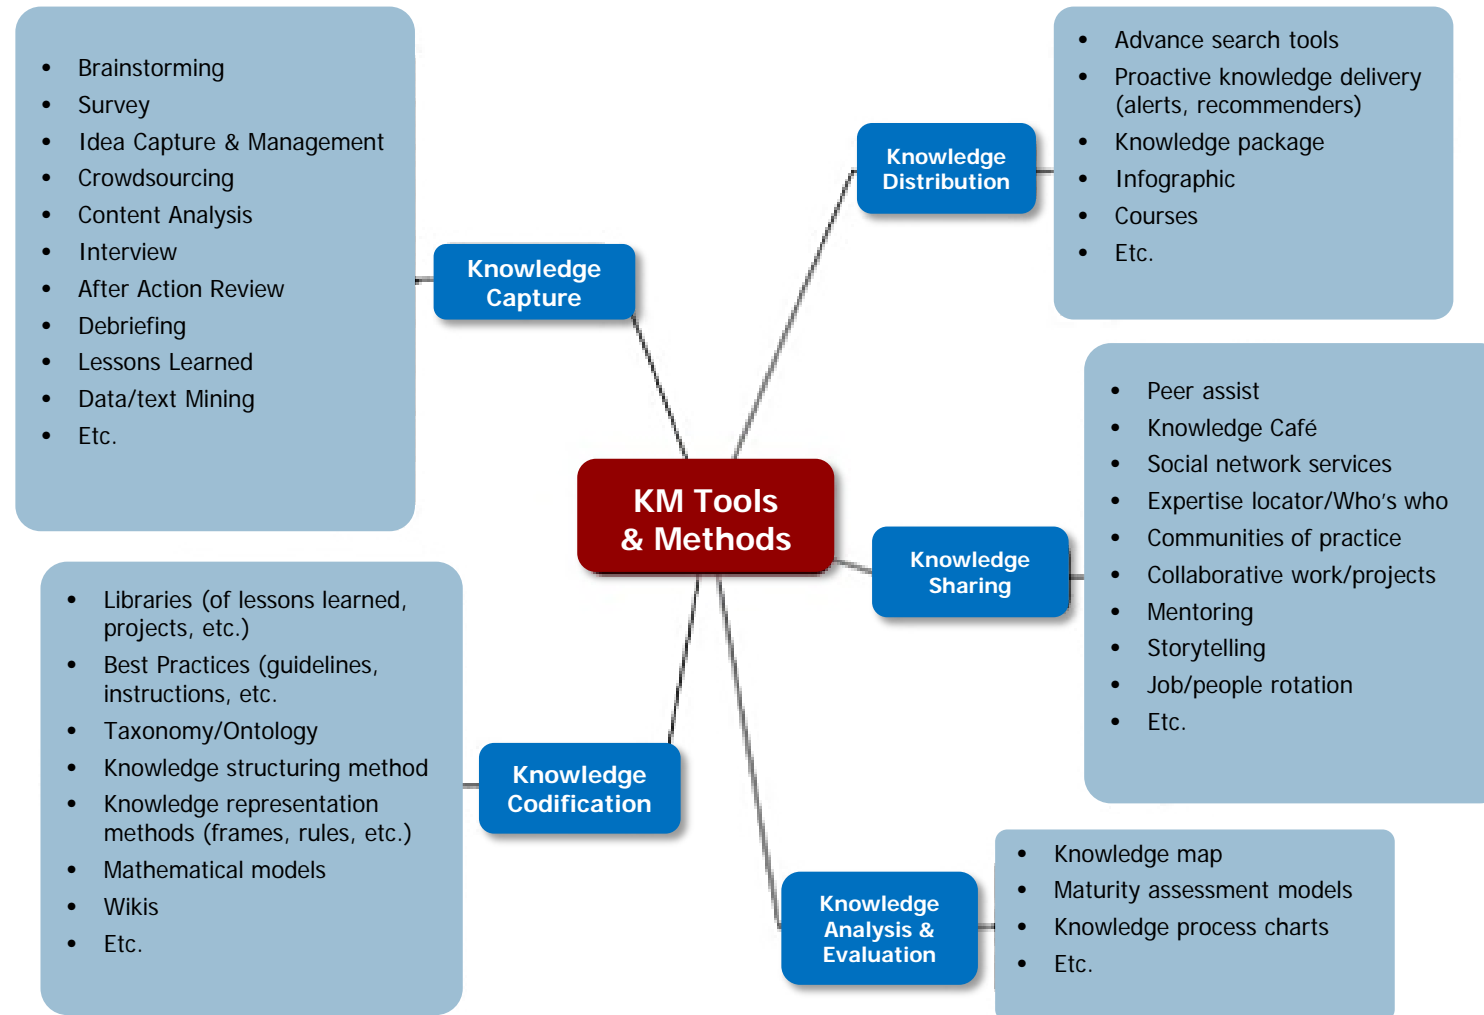 • Brainstorming
• Survey
• Idea Capture & Management
• Crowdsourcing
• Content Analysis
• Interview
• After Action Review
• Debriefing
• Lessons Learned
• Data/text Mining
• Etc.
Knowledge
Capture
• Advance search tools
• Proactive knowledge delivery
(alerts, recommenders)
• Knowledge package
• Infographic
• Courses
• Etc.
Knowledge
Distribution
KM Tools
& Methods
• Peer assist
• Knowledge Café
• Social network services
• Expertise locator/Who's who
• Communities of practice
• Collaborative work/projects
• Mentoring
• Storytelling
• Job/people rotation
• Etc.
Knowledge
Sharing
• Libraries (of lessons learned,
projects, etc.)
• Best Practices (guidelines,
instructions, etc.
• Taxonomy/Ontology
• Knowledge structuring method
• Knowledge representation
methods (frames, rules, etc.)
• Mathematical models
• Wikis
• Etc.
Knowledge
Codification
Knowledge
Analysis &
Evaluation
• Knowledge map
• Maturity assessment models
• Knowledge process charts
• Etc.